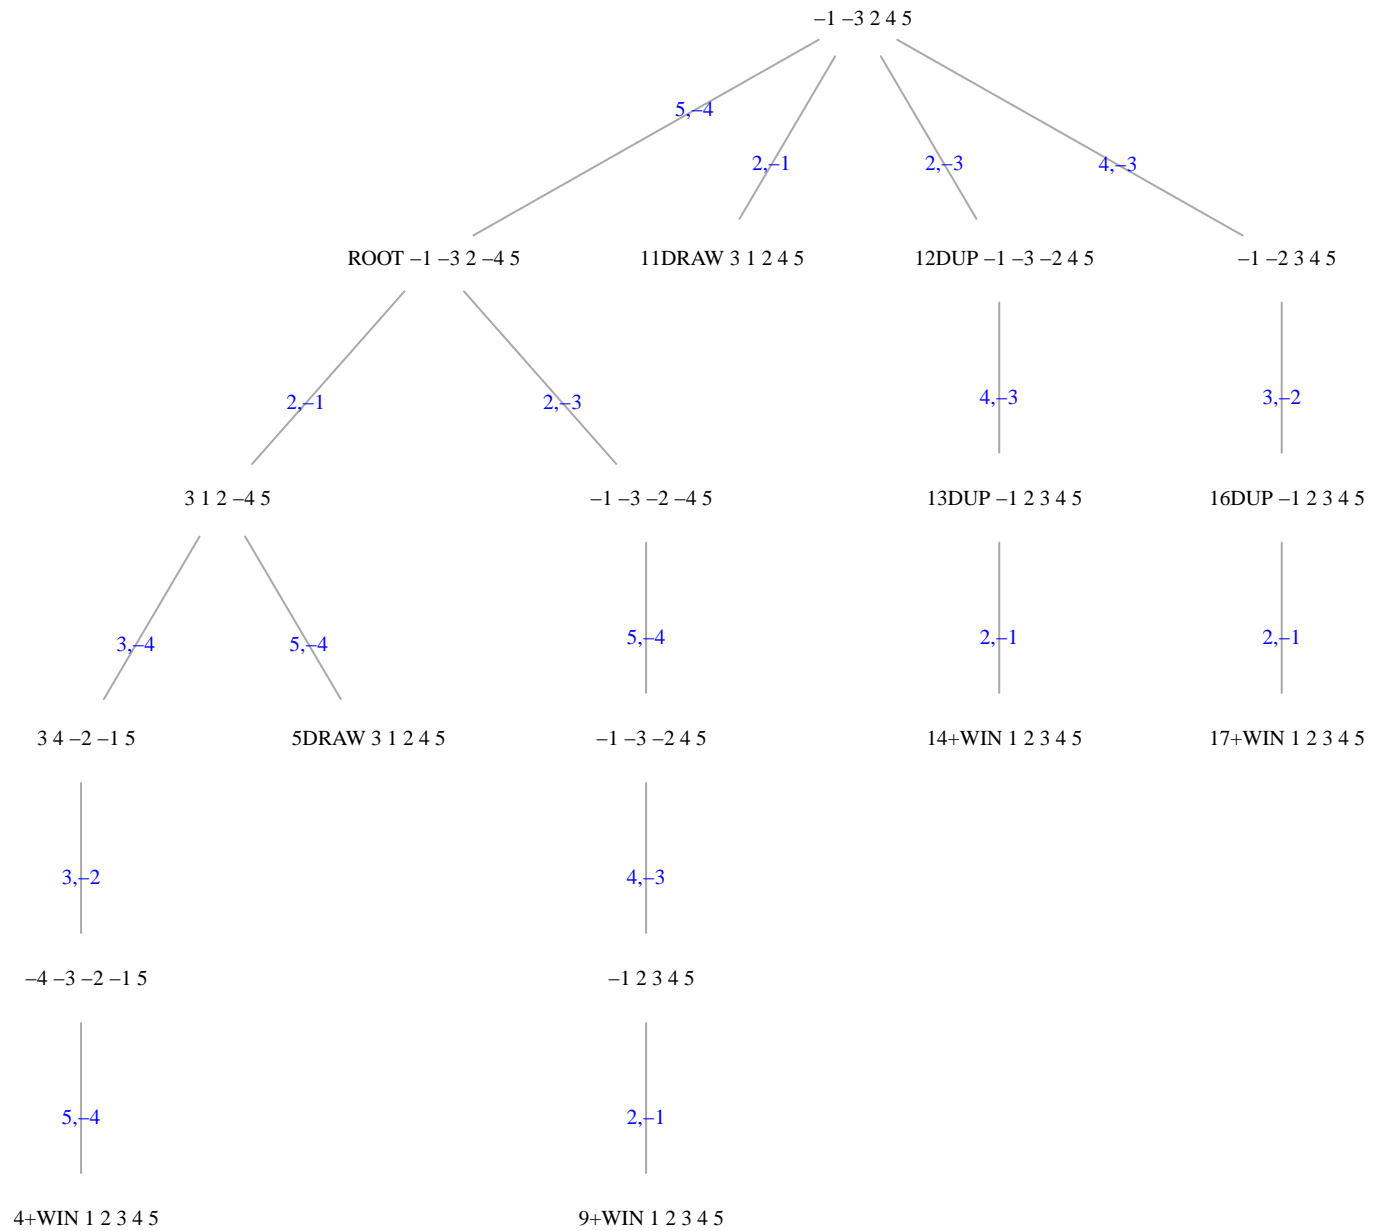 –1 –3 2 4 5
5,–4
2,–1
2,–3
4,–3
ROOT –1 –3 2 –4 5
11DRAW 3 1 2 4 5
12DUP –1 –3 –2 4 5
–1 –2 3 4 5
2,–1
2,–3
4,–3
3,–2
3 1 2 –4 5
–1 –3 –2 –4 5
13DUP –1 2 3 4 5
16DUP –1 2 3 4 5
3,–4
5,–4
5,–4
2,–1
2,–1
3 4 –2 –1 5
5DRAW 3 1 2 4 5
–1 –3 –2 4 5
14+WIN 1 2 3 4 5
17+WIN 1 2 3 4 5
3,–2
4,–3
–4 –3 –2 –1 5
–1 2 3 4 5
5,–4
2,–1
4+WIN 1 2 3 4 5
9+WIN 1 2 3 4 5